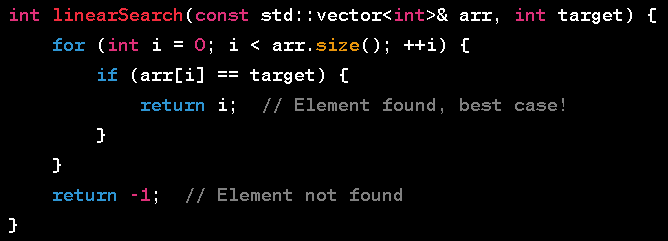 int linearSearch(const std::vector<int>& arr, int target) {
    for (int i = 0; i < arr.size(); ++i) {
        if (arr[i] == target) {
            return i;  // Element found, best case!
        }
    }
    return -1;  // Element not found
}